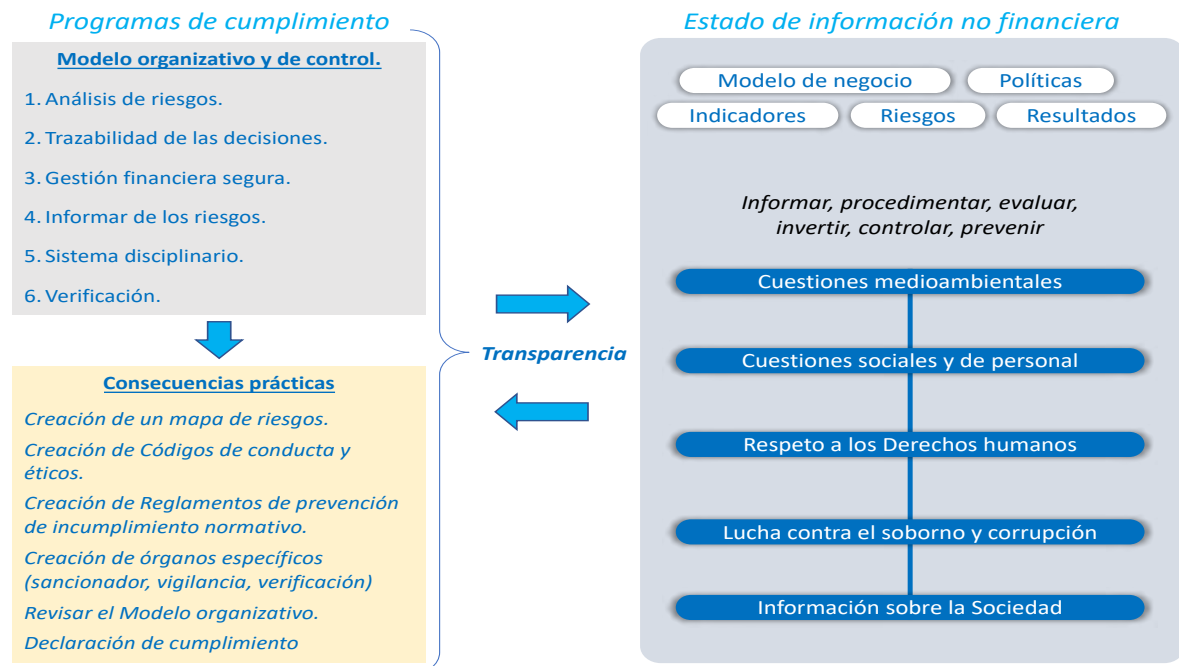 Programas de cumplimiento
Modelo organizativo y de control.
1. Análisis de riesgos.
2. Trazabilidad de las decisiones.
3. Gestión financiera segura.
4. Informar de los riesgos.
5. Sistema disciplinario.
6. Verificación.
Consecuencias prácticas
Creación de un mapa de riesgos.
Creación de Códigos de conducta y
éticos.
Creación de Reglamentos de prevención
de incumplimiento normativo.
Creación de órganos específicos
(sancionador, vigilancia, verificación)
Revisar el Modelo organizativo.
Declaración de cumplimiento
Transparencia
Estado de información no financiera
Modelo de negocio
Políticas
Indicadores
Riesgos
Resultados
Informar, procedimentar, evaluar,
invertir, controlar, prevenir
Cuestiones medioambientales
Cuestiones sociales y de personal
Respeto a los Derechos humanos
Lucha contra el soborno y corrupción
Información sobre la Sociedad